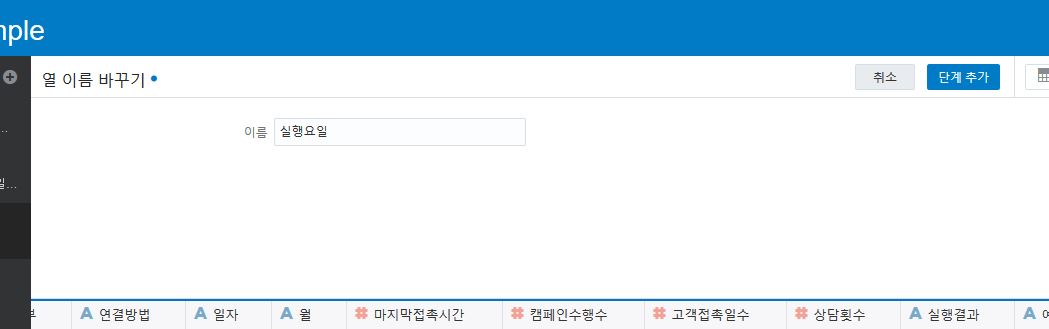 mple
열 이름 바꾸기
취소
단계 추가
이름
실행요일
...
일...
부 A 연결방법 A 일자 A 월 # 마지막접촉시간 # 캠페인수행수 # 고객접촉일수 # 상담횟수 A 실행결과 A